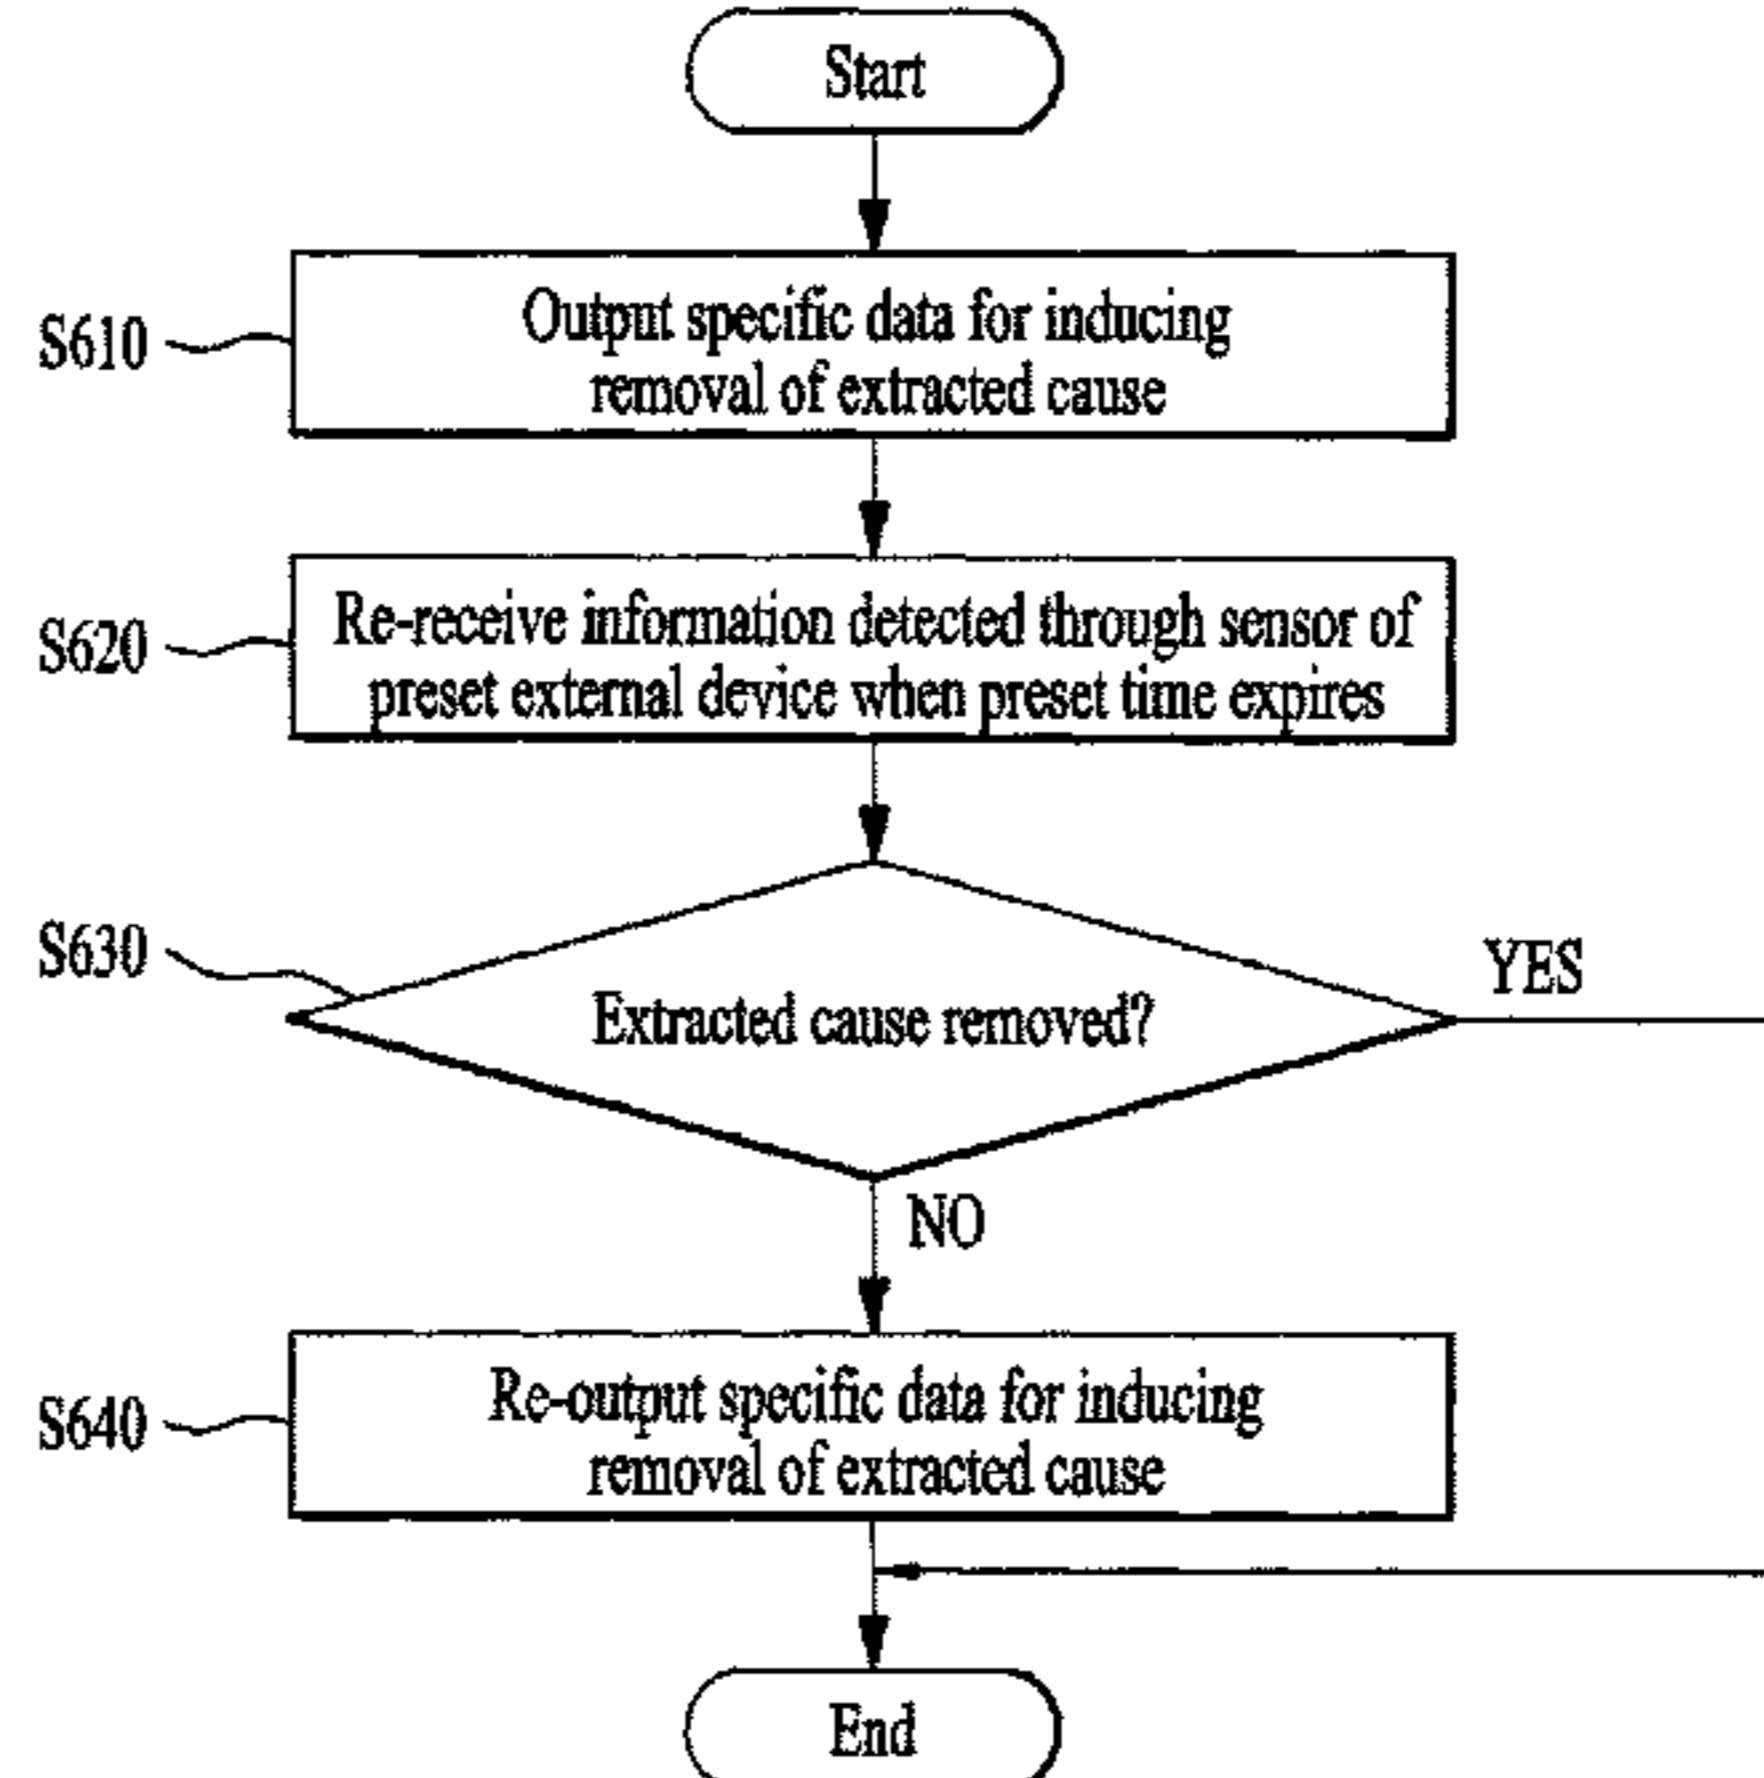 Start
S610
Output specific data for inducing
removal of extracted cause
S620
Re-receive information detected through sensor of
preset external device when preset time expires
S630
Extracted cause removed?
YES
NO
S640
Re-output specific data for inducing
removal of extracted cause
End